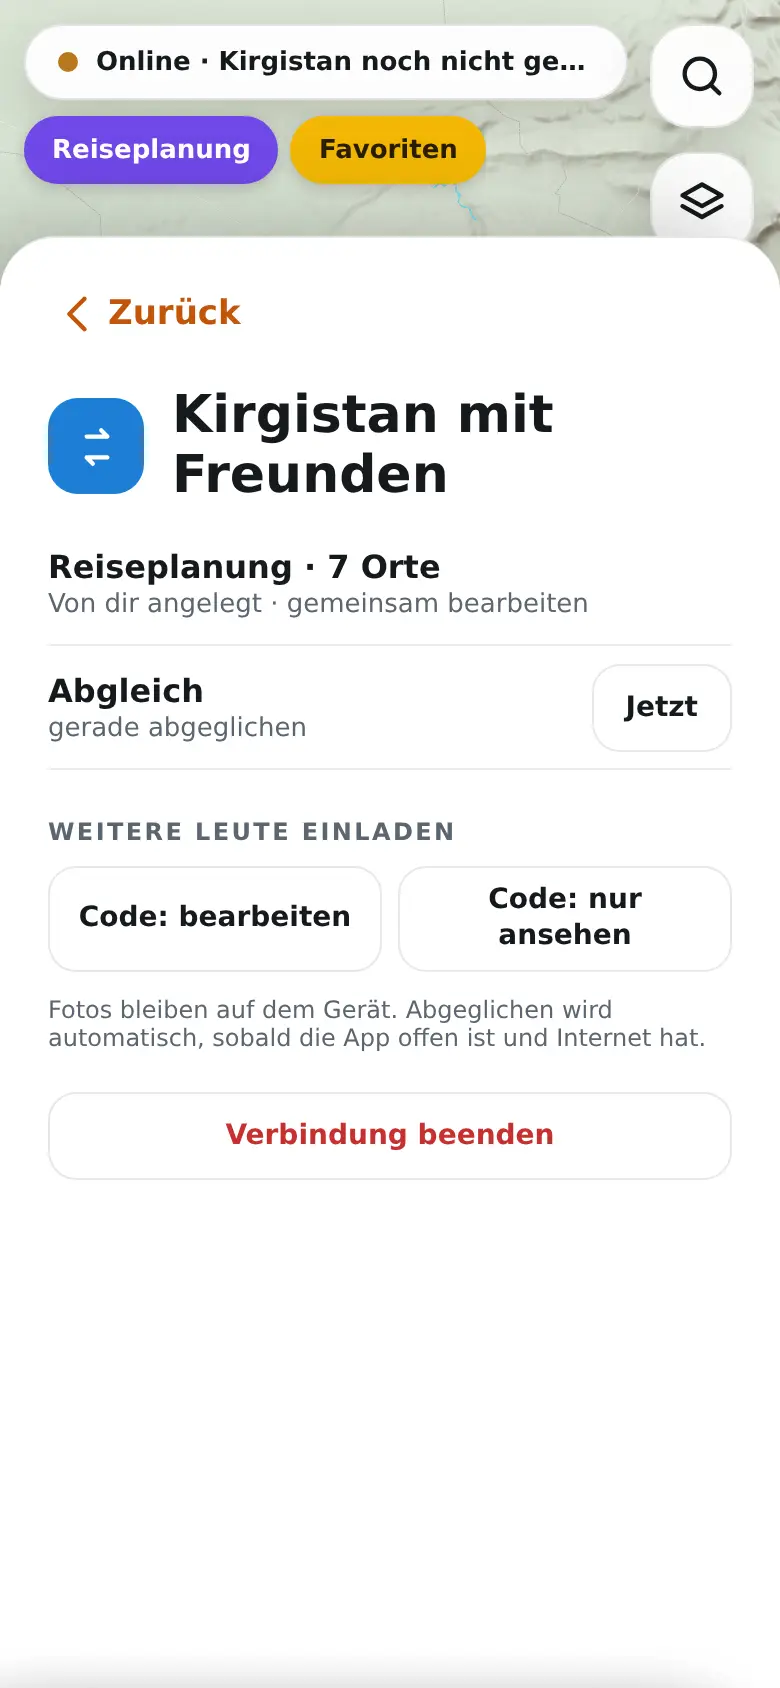 Online · Kirgistan noch nicht ge…
Reiseplanung
Favoriten
Zurück
Kirgistan mit
Freunden
Reiseplanung · 7 Orte
Von dir angelegt · gemeinsam bearbeiten
Abgleich
gerade abgeglichen
Jetzt
WEITERE LEUTE EINLADEN
Code: bearbeiten
Code: nur
ansehen
Fotos bleiben auf dem Gerät. Abgeglichen wird
automatisch, sobald die App offen ist und Internet hat.
Verbindung beenden